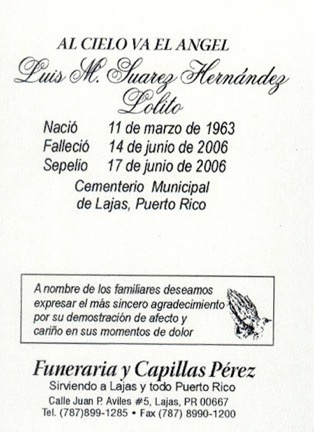 AL CIELO VA EL ANGEL
Luis M. Suarez Hernández
Lolito
Nació 11 de marzo de 1963
Falleció 14 de junio de 2006
Sepelio 17 de junio de 2006
Cementerio Municipal
de Lajas, Puerto Rico
A nombre de los familiares deseamos
expresar el más sincero agradecimiento
por su demostración de afecto y
cariño en sus momentos de dolor
Funeraria y Capillas Pérez
Sirviendo a Lajas y todo Puerto Rico
Calle Juan P. Aviles #5, Lajas, PR 00667
Tel. (787)899-1285 • Fax (787) 8990-1200